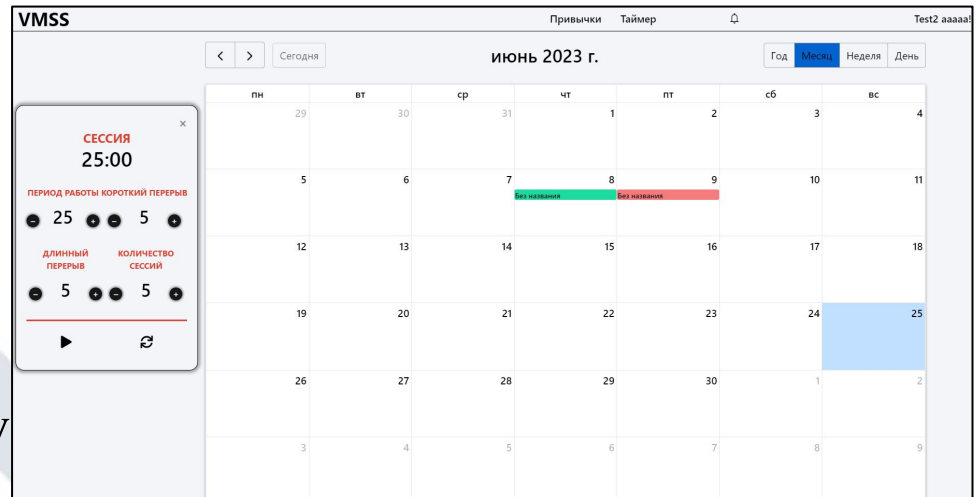 VMSS Привычки Таймер Test2 aaaaa!
Сегодня июнь 2023 г. Год Месяц Неделя День
пн вт ср чт пт сб вс
29 30 31 1 2 3 4
5 6 7 8 9 10 11
Без названия Без названия
12 13 14 15 16 17 18
19 20 21 22 23 24 25
26 27 28 29 30 1 2
3 4 5 6 7 8 9
×
СЕССИЯ
25:00
ПЕРИОД РАБОТЫ КОРОТКИЙ ПЕРЕРЫВ
- 25 + - 5 +
ДЛИННЫЙ КОЛИЧЕСТВО
ПЕРЕРЫВ СЕССИЙ
- 5 + - 5 +